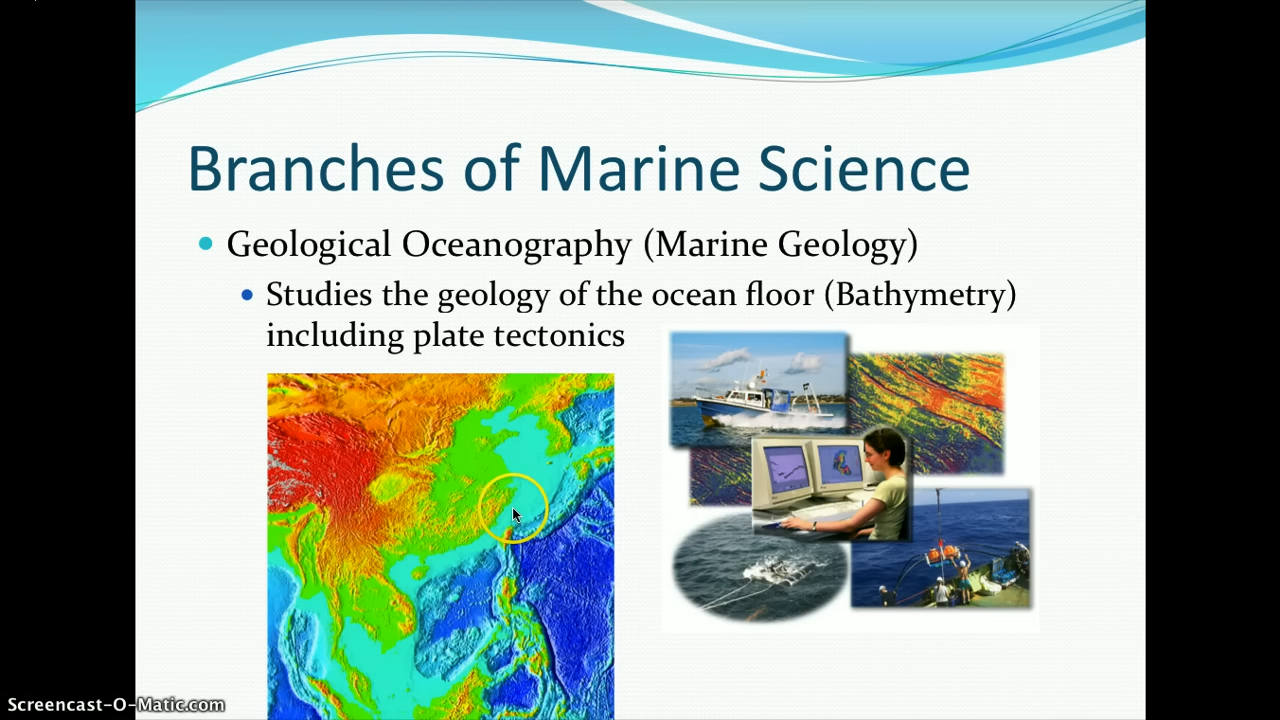 Branches of Marine Science
Geological Oceanography (Marine Geology)
Studies the geology of the ocean floor (Bathymetry)
including plate tectonics
Screencast-O-Matic.com